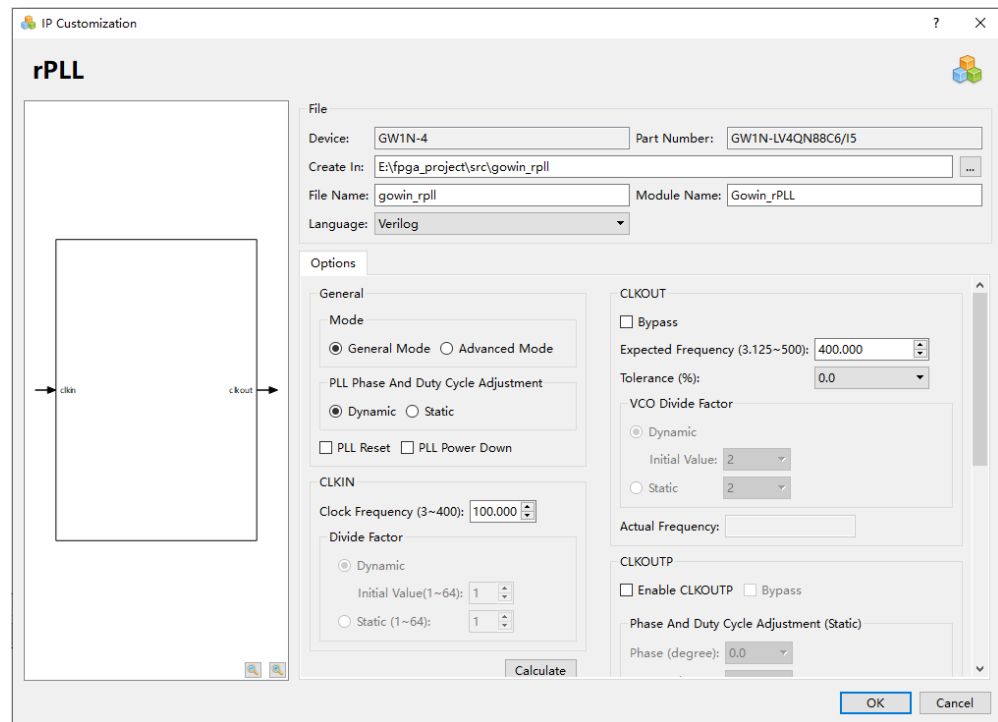 IP Customization ?
rPLL
clkin clkout
File
Device: GW1N-4 Part Number: GW1N-LV4QN88C6/I5
Create In: E:\fpga_project\src\gowin_rpll ...
File Name: gowin_rpll Module Name: Gowin_rPLL
Language: Verilog
Options
General
Mode
General Mode Advanced Mode
PLL Phase And Duty Cycle Adjustment
Dynamic Static
PLL Reset PLL Power Down
CLKIN
Clock Frequency (3~400): 100.000
Divide Factor
Dynamic
Initial Value(1~64): 1
Static (1~64): 1
Calculate
CLKOUT
Bypass
Expected Frequency (3.125~500): 400.000
Tolerance (%): 0.0
VCO Divide Factor
Dynamic
Initial Value: 2
Static 2
Actual Frequency:
CLKOUTP
Enable CLKOUTP Bypass
Phase And Duty Cycle Adjustment (Static)
Phase (degree): 0.0
OK Cancel